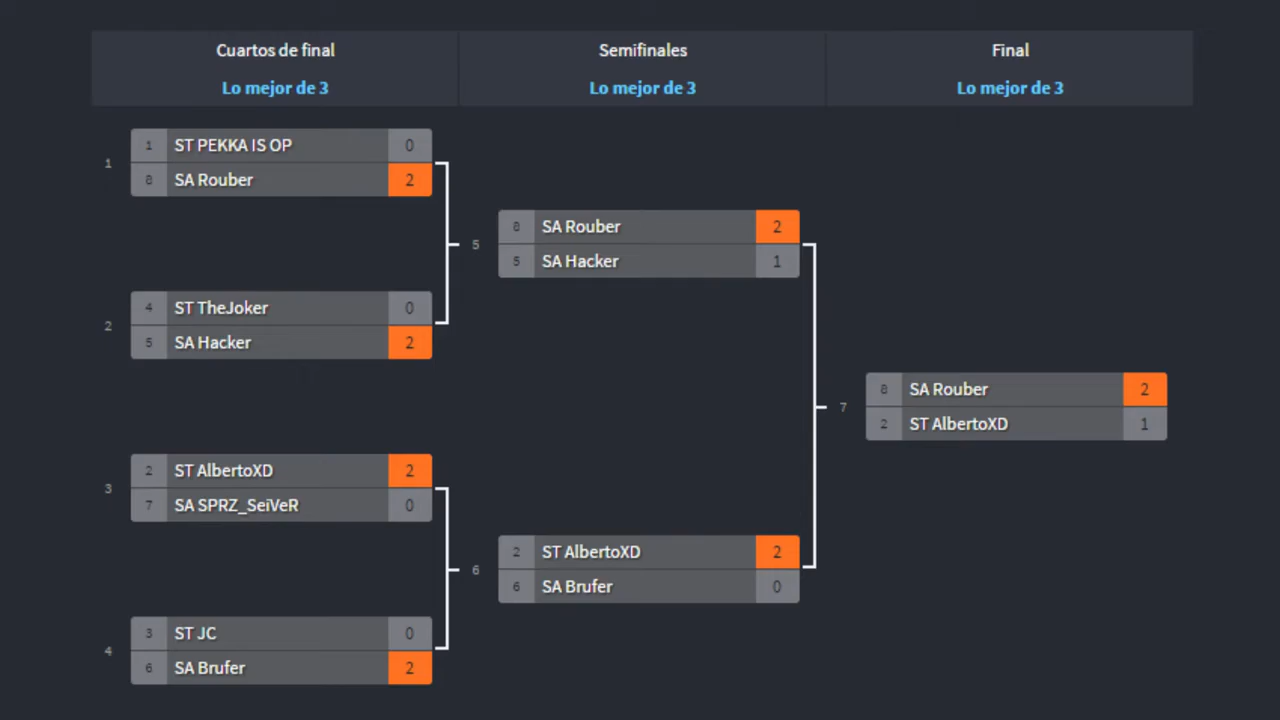 Cuartos de final
Lo mejor de 3
Semifinales
Lo mejor de 3
Final
Lo mejor de 3
1
1 ST PEKKA IS OP 0
8 SA Rouber 2
2
4 ST TheJoker 0
5 SA Hacker 2
3
2 ST AlbertoXD 2
7 SA SPRZ_SeiVeR 0
4
3 ST JC 0
6 SA Brufer 2
5
8 SA Rouber 2
5 SA Hacker 1
6
2 ST AlbertoXD 2
6 SA Brufer 0
7
8 SA Rouber 2
2 ST AlbertoXD 1